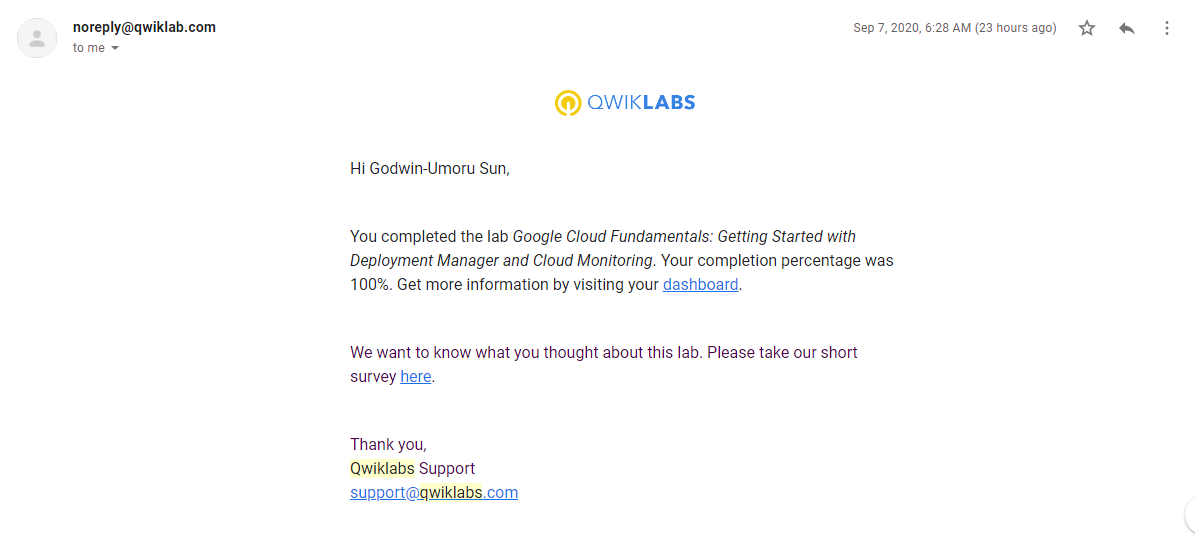 noreply@qwiklab.com
Sep 7, 2020, 6:28 AM (23 hours ago)
to me
QWIKLABS
Hi Godwin-Umoru Sun,
You completed the lab Google Cloud Fundamentals: Getting Started with
Deployment Manager and Cloud Monitoring. Your completion percentage was
100%. Get more information by visiting your dashboard.
We want to know what you thought about this lab. Please take our short
survey here.
Thank you,
Qwiklabs Support
support@qwiklabs.com